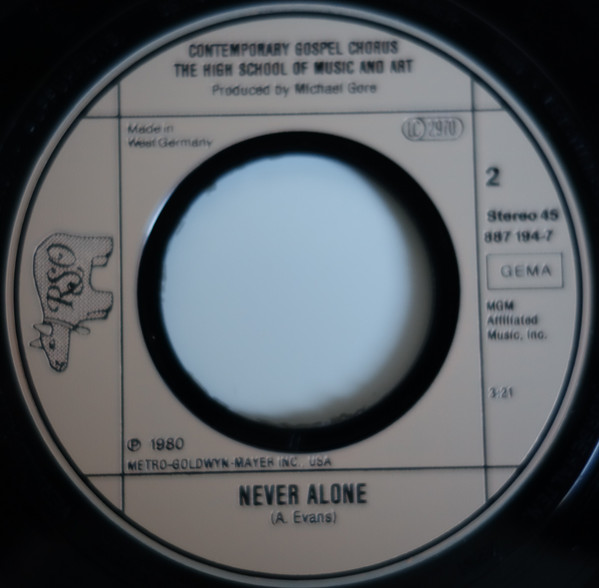 CONTEMPORARY GOSPEL CHORUS
THE HIGH SCHOOL OF MUSIC AND ART
Produced by Michael Gore
Made in
West Germany
LC 2970
2
Stereo 45
887 194-7
GEMA
MGM
Affiliated
Music, Inc.
3:21
RSO
℗ 1980
METRO-GOLDWYN-MAYER INC., USA
NEVER ALONE
(A. Evans)